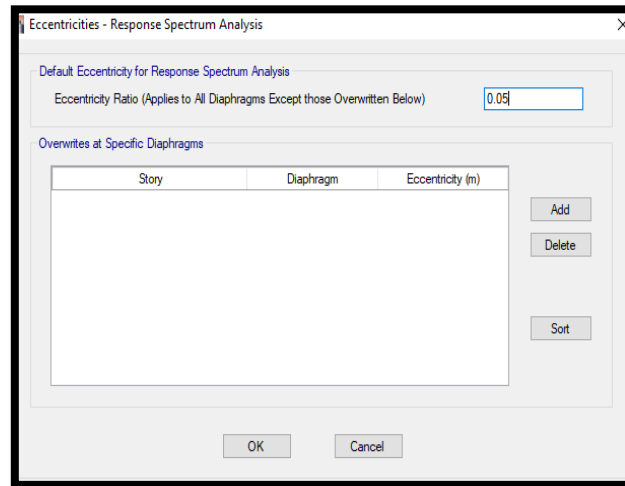 Eccentricities - Response Spectrum Analysis
Default Eccentricity for Response Spectrum Analysis
Eccentricity Ratio (Applies to All Diaphragms Except those Overwritten Below) 0.05
Overwrites at Specific Diaphragms
Story Diaphragm Eccentricity (m)
Add
Delete
Sort
OK Cancel